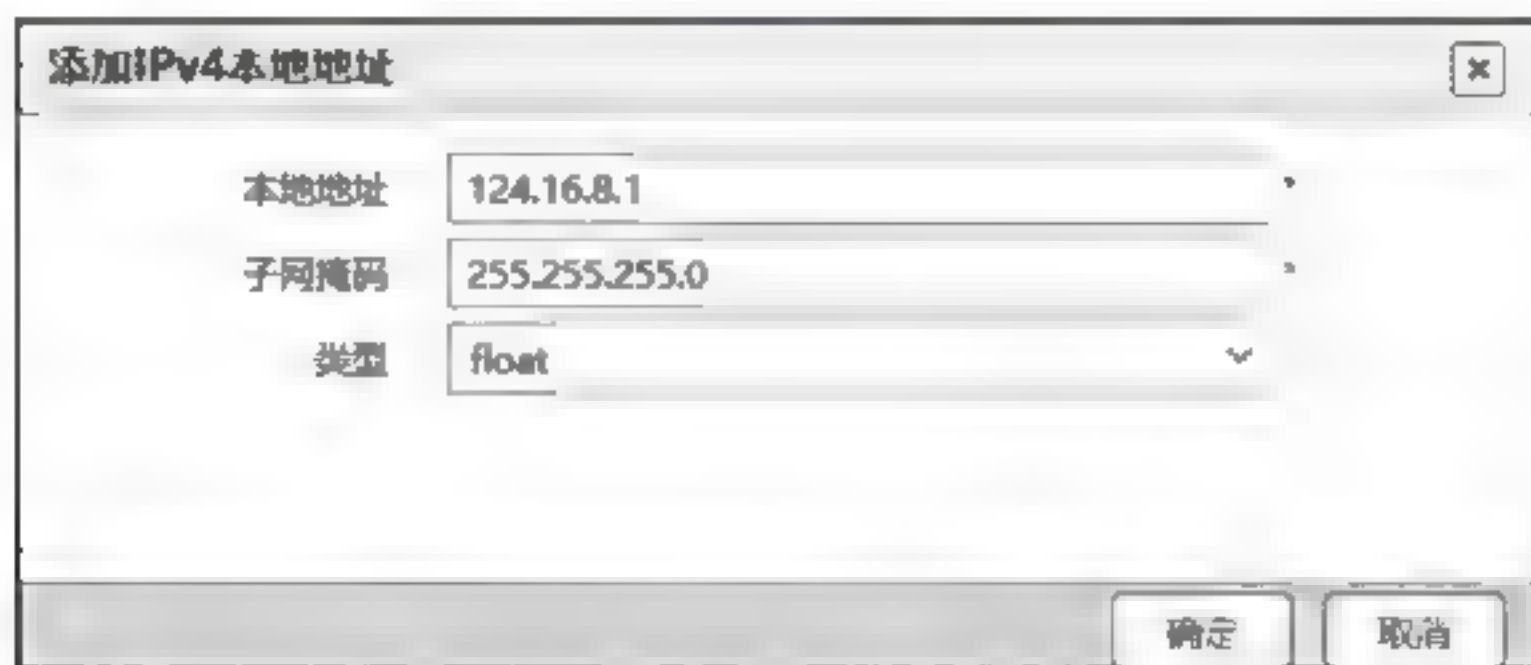 添加IPv4本地地址
本地地址 124.16.8.1 *
子网掩码 255.255.255.0 *
类型 float
确定 取消